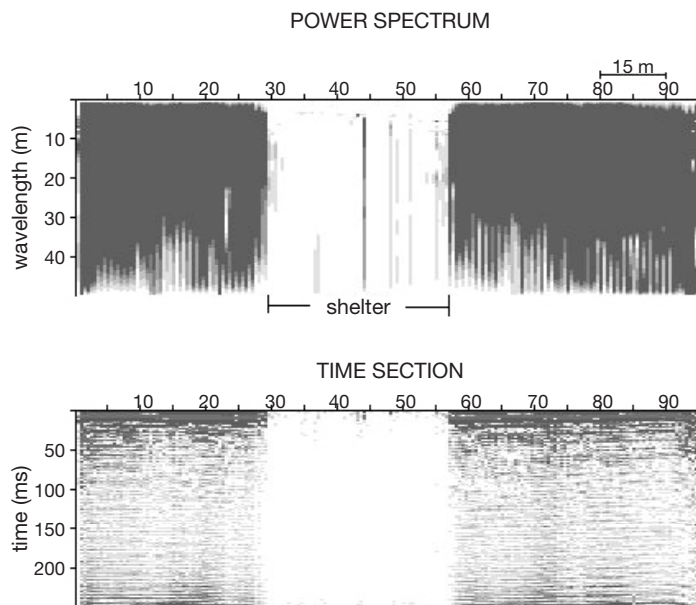 POWER SPECTRUM
15 m
10 20 30 40 50 60 70 80 90
wavelength (m)
10
20
30
40
shelter
TIME SECTION
10 20 30 40 50 60 70 80 90
time (ms)
50
100
150
200